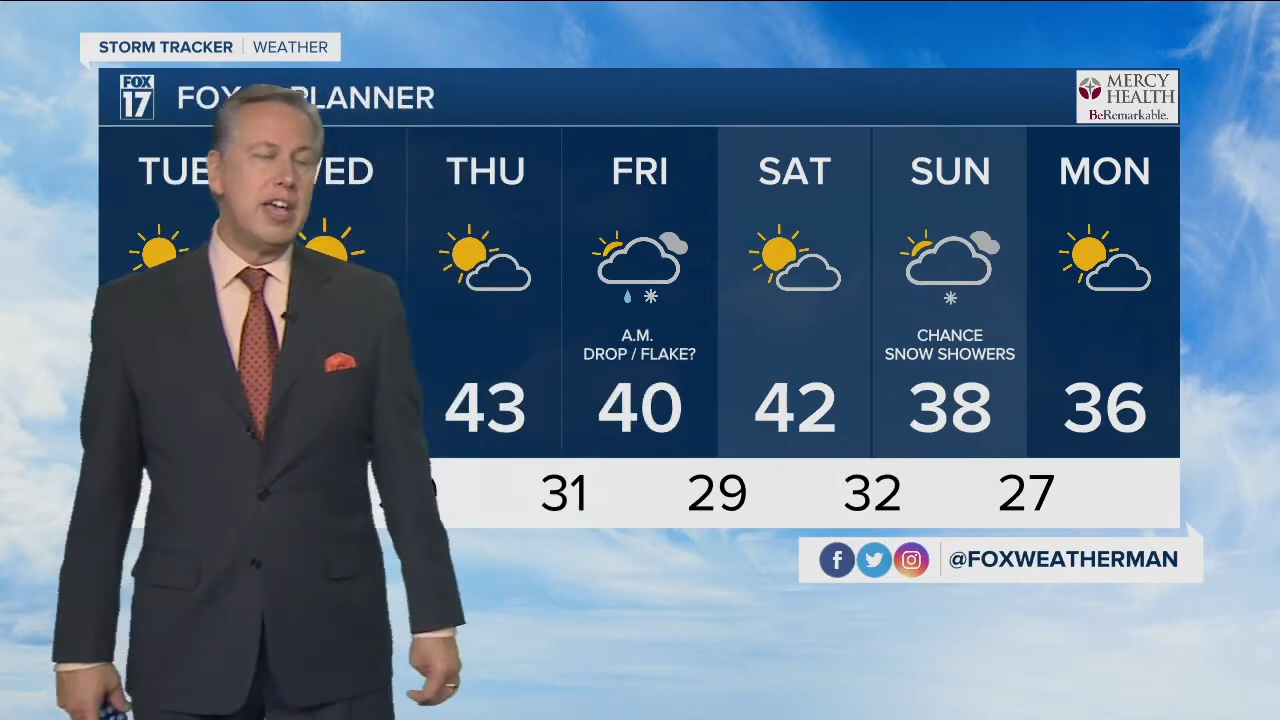 STORM TRACKER WEATHER
FOX 17
FOX PLANNER
MERCY HEALTH
BeRemarkable.
TUE WED THU FRI SAT SUN MON
A.M.
DROP / FLAKE?
CHANCE
SNOW SHOWERS
43 40 42 38 36
31 29 32 27
@FOXWEATHERMAN